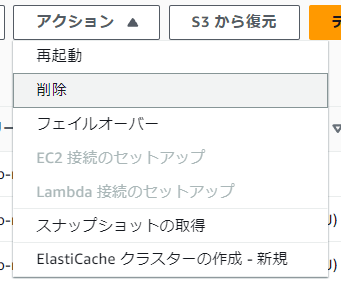 アクション ▲
S3 から復元
再起動
削除
フェイルオーバー
EC2 接続のセットアップ
Lambda 接続のセットアップ
スナップショットの取得
ElastiCache クラスターの作成 - 新規